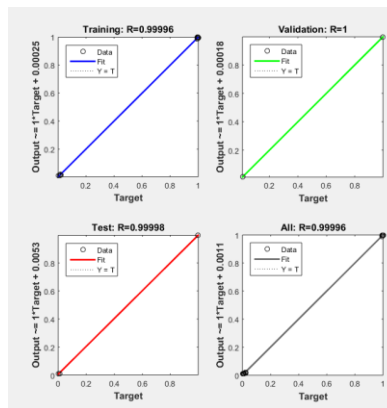 Training: R=0.99996
Output ~= 1*Target + 0.00025
1
0.8
0.6
0.4
0.2
Data
Fit
Y = T
0.2 0.4 0.6 0.8 1
Target
Validation: R=1
Output ~= 1*Target + 0.00018
1
0.8
0.6
0.4
0.2
Data
Fit
Y = T
0.2 0.4 0.6 0.8 1
Target
Test: R=0.99998
Output ~= 1*Target + 0.0053
1
0.8
0.6
0.4
0.2
0
Data
Fit
Y = T
0 0.2 0.4 0.6 0.8
Target
All: R=0.99996
Output ~= 1*Target + 0.0011
1
0.8
0.6
0.4
0.2
0
Data
Fit
Y = T
0 0.2 0.4 0.6 0.8 1
Target